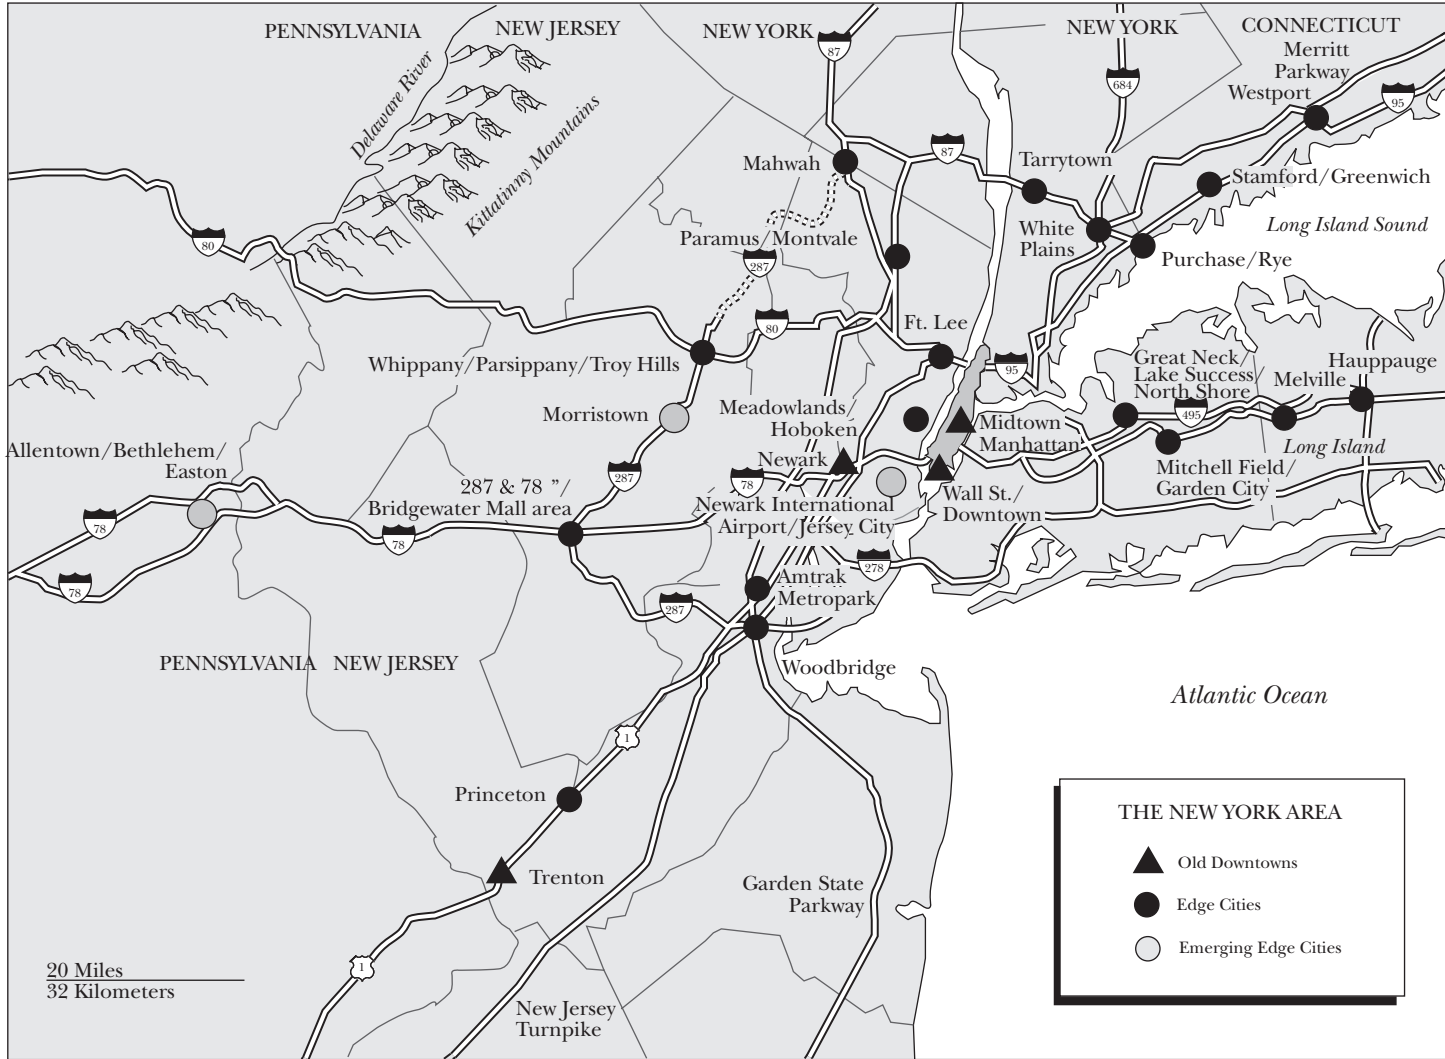 PENNSYLVANIA
NEW JERSEY
NEW YORK
NEW YORK
CONNECTICUT
Merritt
Parkway
Westport
87
684
95
Delaware River
Kittatinny Mountains
Mahwah
87
Tarrytown
Stamford/Greenwich
80
Paramus/Montvale
287
White
Plains
Long Island Sound
Purchase/Rye
80
Ft. Lee
Whippany/Parsippany/Troy Hills
95
Great Neck/
Lake Success/
North Shore
Hauppauge
Melville
Morristown
Meadowlands/
Hoboken
495
Midtown
Manhattan
Long Island
Allentown/Bethlehem/
Easton
Newark
Mitchell Field/
Garden City
287
78
287 & 78 ”/
Bridgewater Mall area
Newark International
Airport/Jersey City
Wall St./
Downtown
78
78
278
78
Amtrak
Metropark
287
PENNSYLVANIA
NEW JERSEY
Woodbridge
Atlantic Ocean
1
Princeton
THE NEW YORK AREA
Old Downtowns
Edge Cities
Emerging Edge Cities
Trenton
Garden State
Parkway
1
20 Miles
32 Kilometers
New Jersey
Turnpike